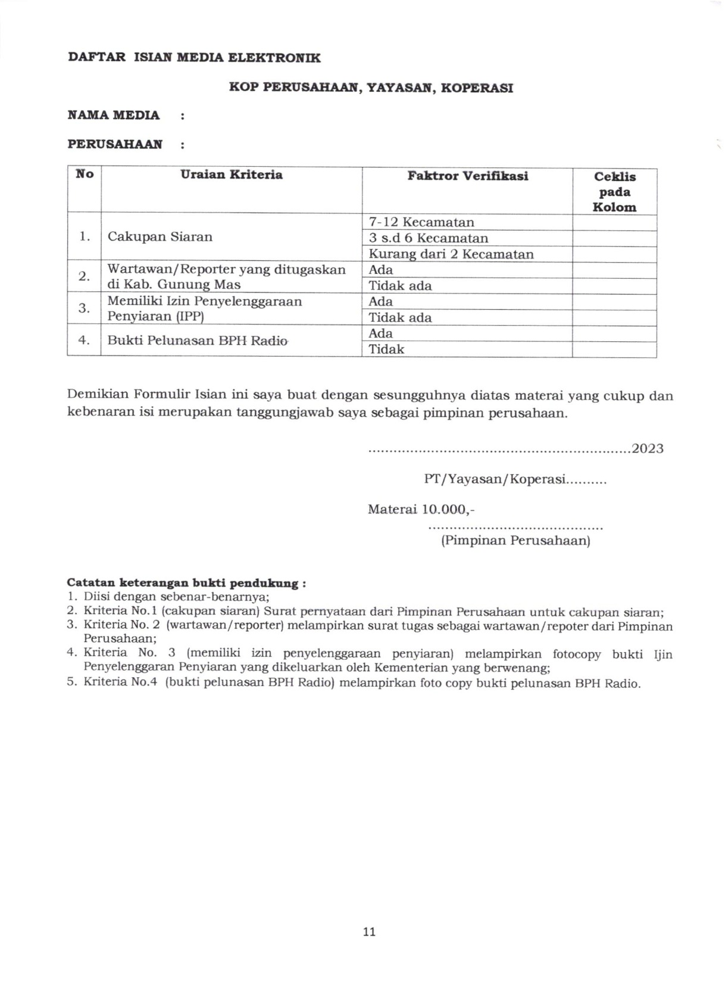 DAFTAR ISIAN MEDIA ELEKTRONIK
KOP PERUSAHAAN, YAYASAN, KOPERASI
NAMA MEDIA :
PERUSAHAAN :
No Uraian Kriteria Faktror Verifikasi Ceklis
pada
Kolom
1. Cakupan Siaran
7-12 Kecamatan
3 s.d 6 Kecamatan
Kurang dari 2 Kecamatan
2. Wartawan/Reporter yang ditugaskan
di Kab. Gunung Mas
Ada
Tidak ada
3. Memiliki Izin Penyelenggaraan
Penyiaran (IPP)
Ada
Tidak ada
4. Bukti Pelunasan BPH Radio
Ada
Tidak
Demikian Formulir Isian ini saya buat dengan sesungguhnya diatas materai yang cukup dan
kebenaran isi merupakan tanggungjawab saya sebagai pimpinan perusahaan.
...............................................................2023
PT/Yayasan/Koperasi..........
Materai 10.000,-
..........................................
(Pimpinan Perusahaan)
Catatan keterangan bukti pendukung :
1. Diisi dengan sebenar-benarnya;
2. Kriteria No.1 (cakupan siaran) Surat pernyataan dari Pimpinan Perusahaan untuk cakupan siaran;
3. Kriteria No. 2 (wartawan/reporter) melampirkan surat tugas sebagai wartawan/repoter dari Pimpinan
Perusahaan;
4. Kriteria No. 3 (memiliki izin penyelenggaraan penyiaran) melampirkan fotocopy bukti Ijin
Penyelenggaran Penyiaran yang dikeluarkan oleh Kementerian yang berwenang;
5. Kriteria No.4 (bukti pelunasan BPH Radio) melampirkan foto copy bukti pelunasan BPH Radio.
11